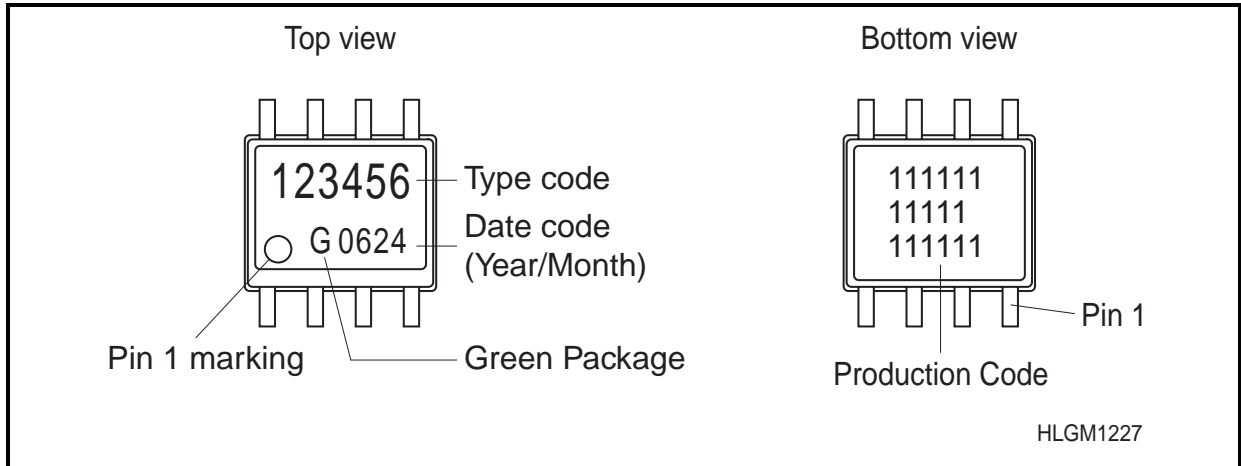 Top view
123456
Type code
G 0624
Date code
(Year/Month)
Pin 1 marking
Green Package
Bottom view
111111
11111
111111
Pin 1
Production Code
HLGM1227